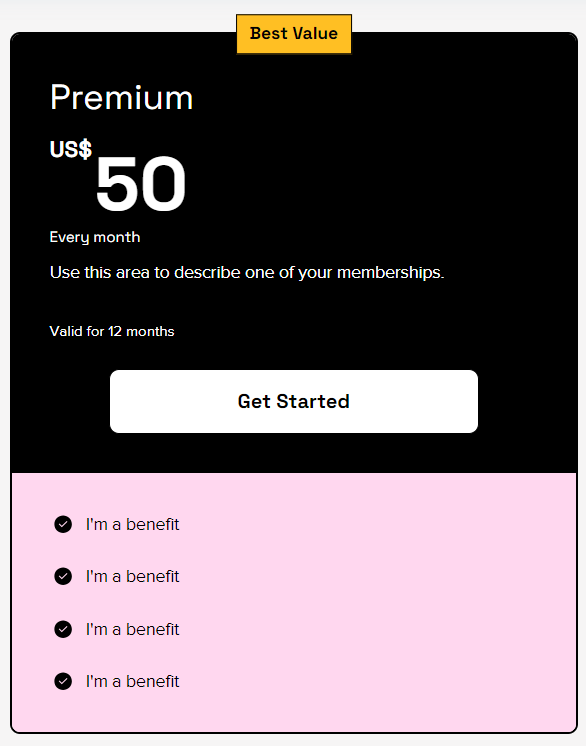 Best Value
Premium
US$
50
Every month
Use this area to describe one of your memberships.
Valid for 12 months
Get Started
I'm a benefit
I'm a benefit
I'm a benefit
I'm a benefit